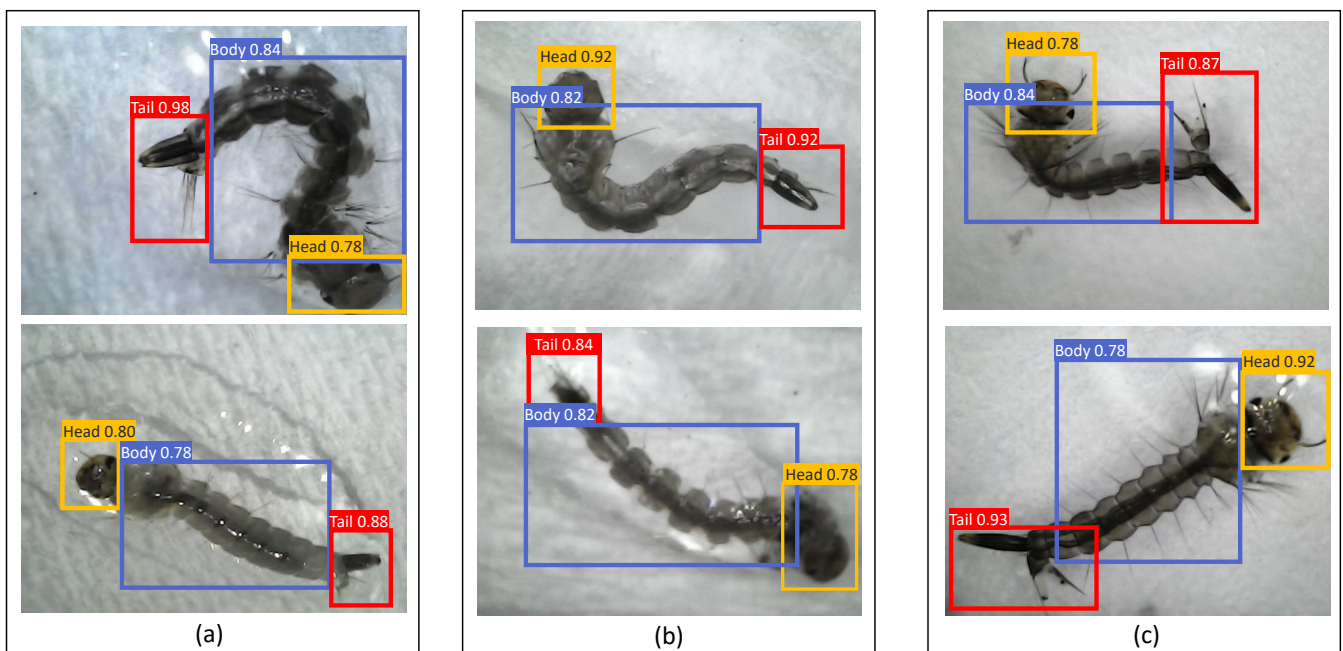 Body 0.84
Tail 0.98
Head 0.78
Head 0.80
Body 0.78
Tail 0.88
(a)
Head 0.92
Body 0.82
Tail 0.92
Tail 0.84
Body 0.82
Head 0.78
(b)
Head 0.78
Tail 0.87
Body 0.84
Body 0.78
Head 0.92
Tail 0.93
(c)